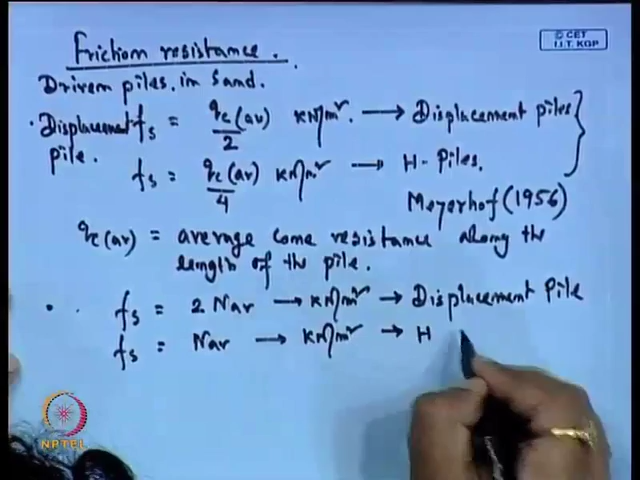 © CET
I.I.T. KGP
Friction resistance.
Driven piles in Sand.
• Displacement pile. fs = qc(av)/2 kN/m² → Displacement piles
fs = qc(av)/4 kN/m² → H-Piles.
Meyerhof (1956)
qc(av) = average cone resistance along the
length of the pile.
• fs = 2 Nav → kN/m² → Displacement Pile
fs = Nav → kN/m² → H
NPTEL